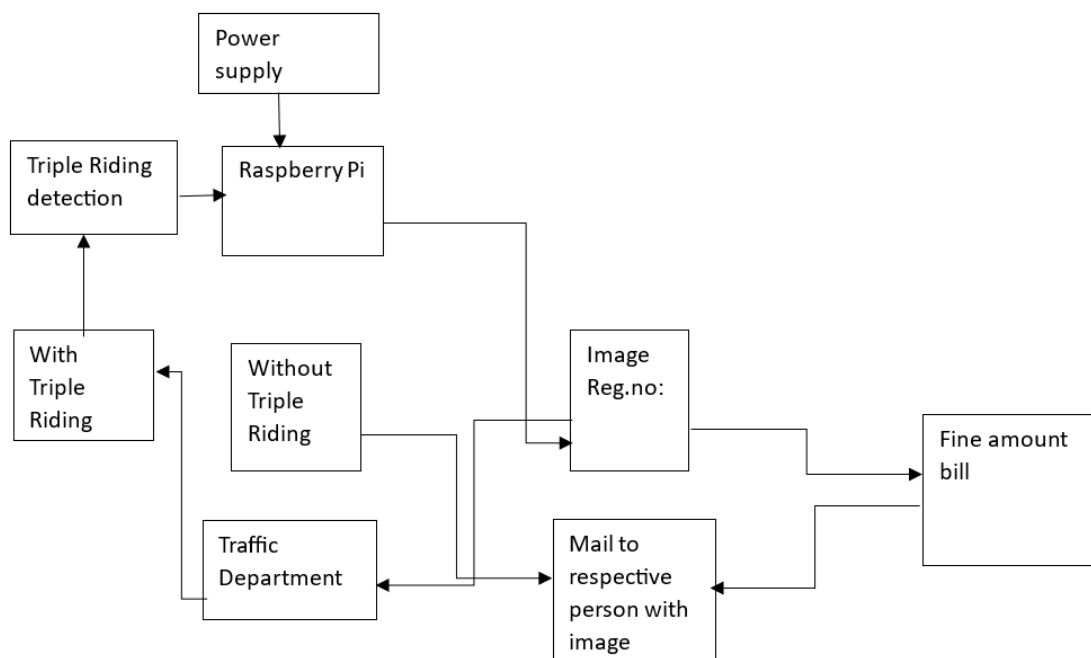 Power
supply
Triple Riding
detection
Raspberry Pi
With
Triple
Riding
Without
Triple
Riding
Image
Reg.no:
Fine amount
bill
Traffic
Department
Mail to
respective
person with
image